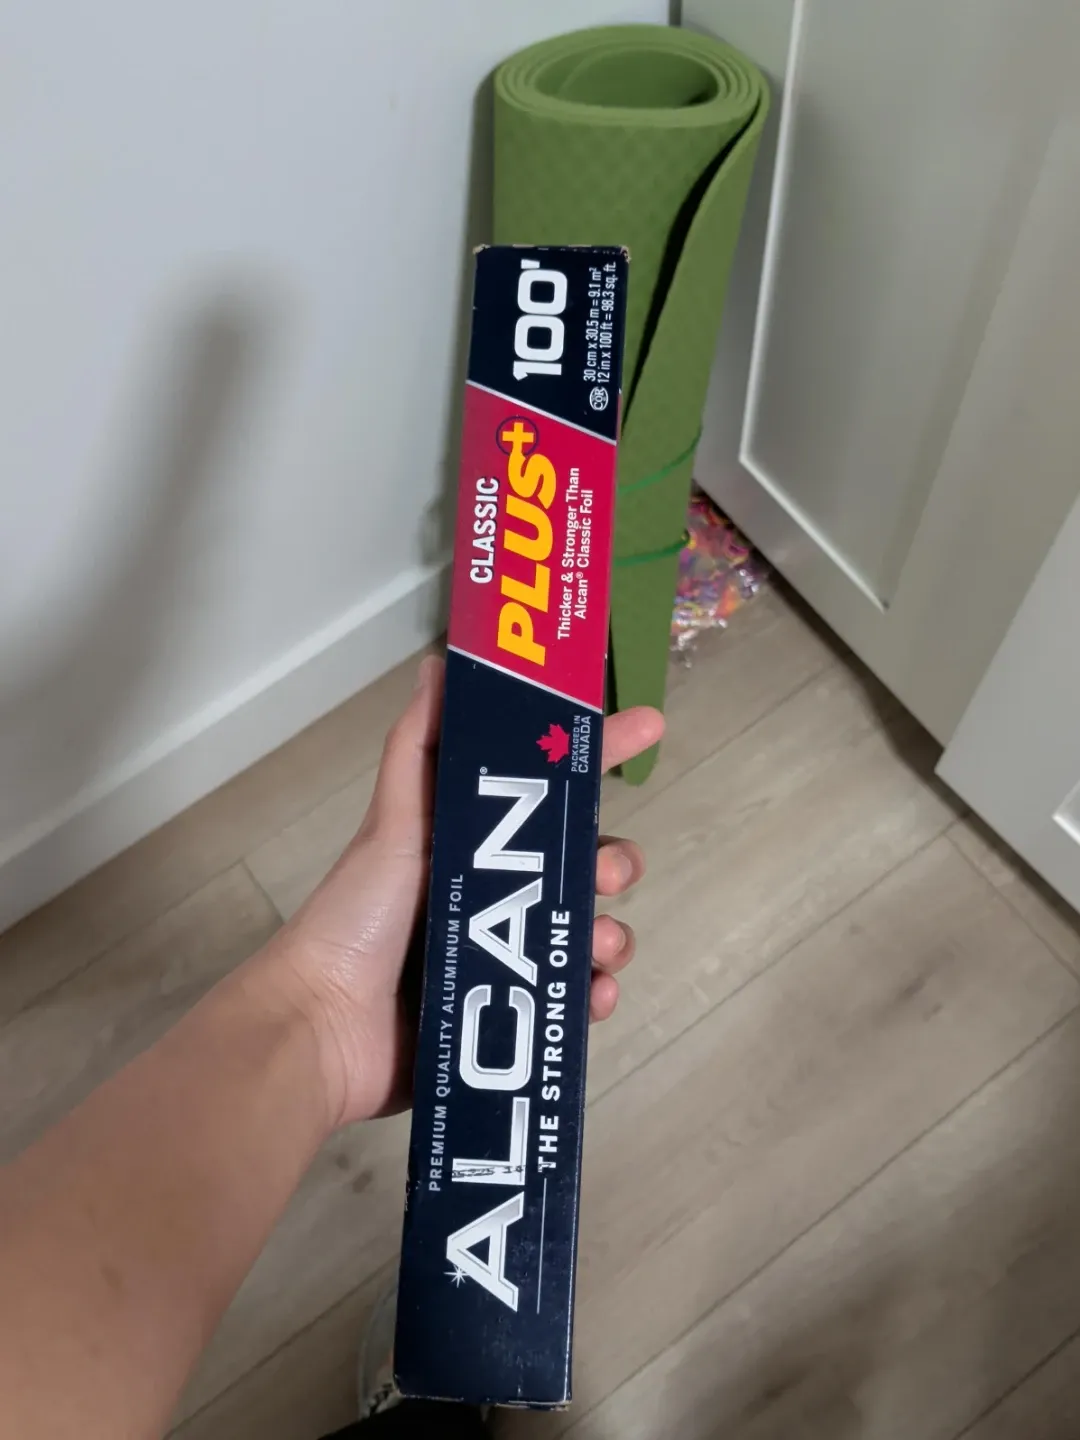 PREMIUM QUALITY ALUMINUM FOIL
ALCAN®
THE STRONG ONE
PACKAGED IN
CANADA
CLASSIC
PLUS+
Thicker & Stronger Than
Alcan® Classic Foil
100'
COR
30 cm x 30.5 m = 9.1 m²
12 in x 100 ft = 98.3 sq. ft.